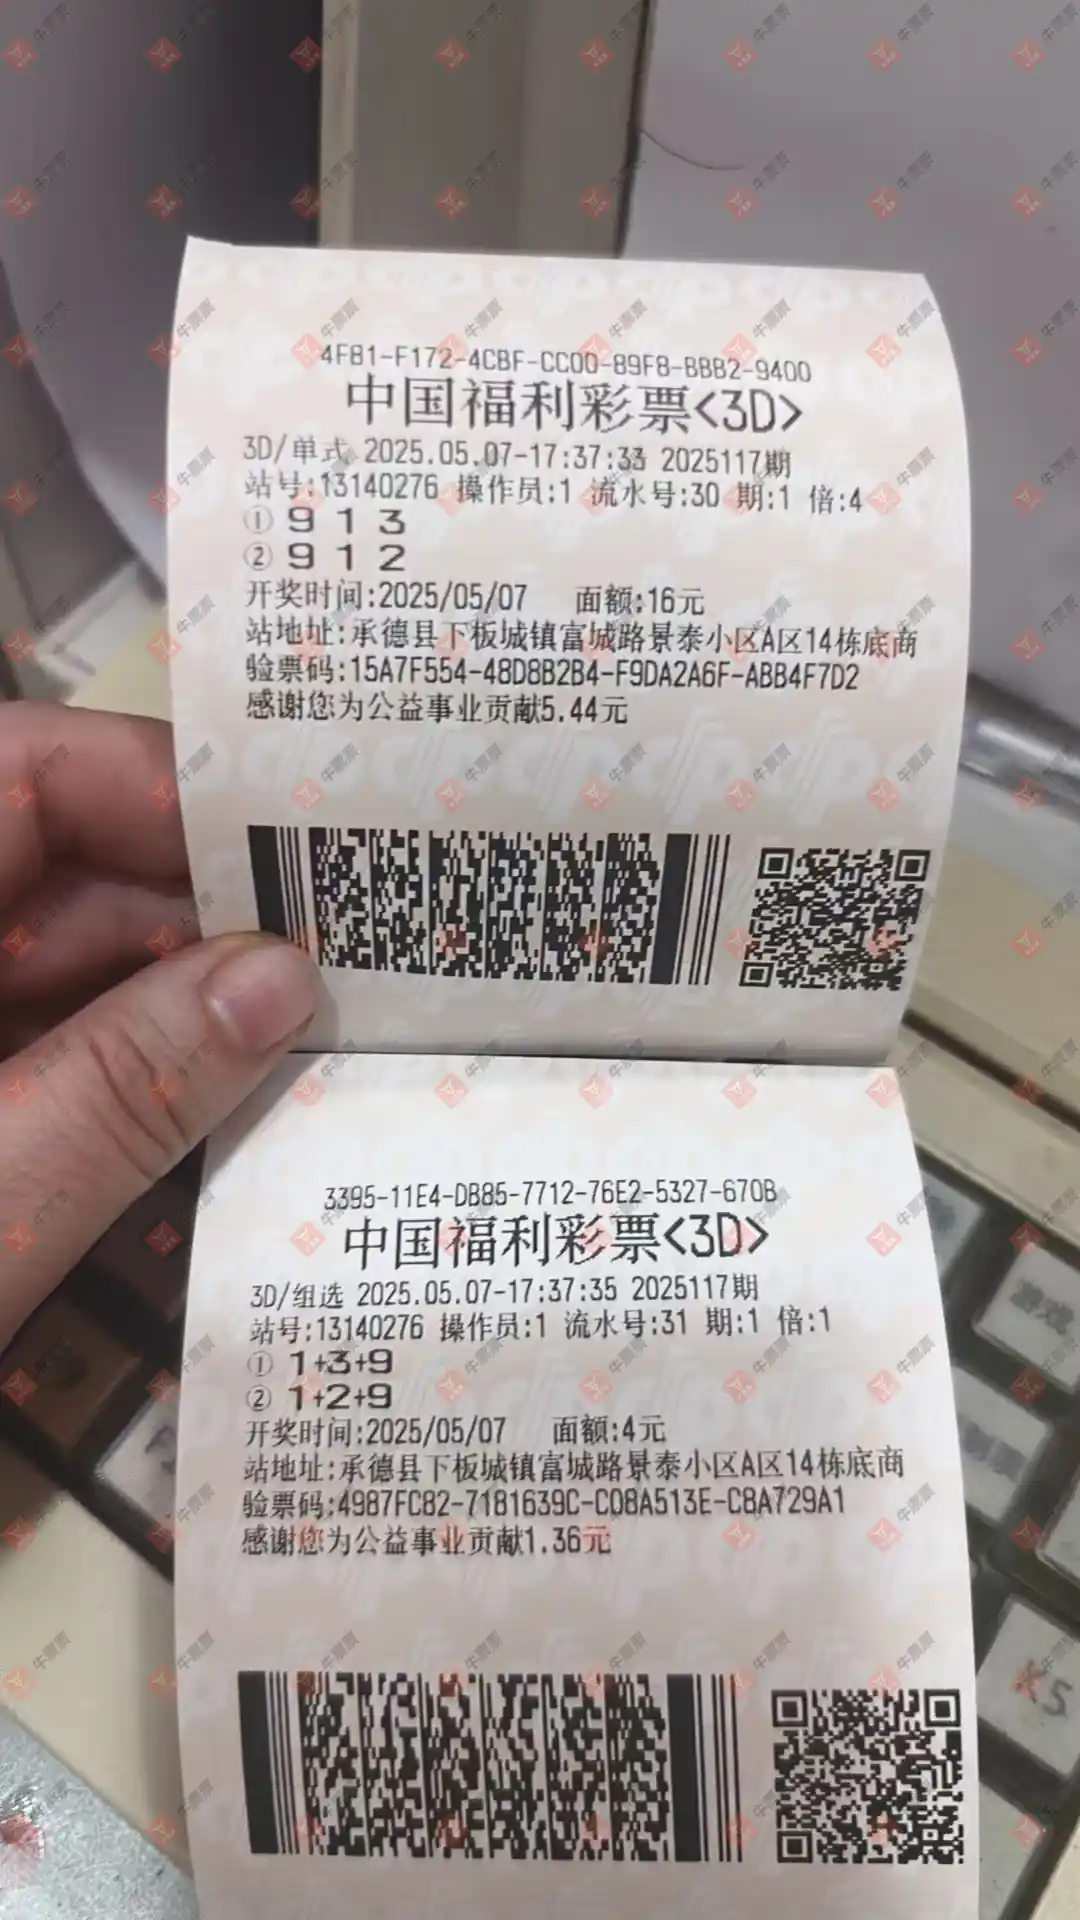 4F81-F172-4CBF-CC00-89F8-BBB2-9400
中国福利彩票<3D>
3D/单式 2025.05.07-17:37:33 2025117期
站号:13140276 操作员:1 流水号:30 期:1 倍:4
① 9 1 3
② 9 1 2
开奖时间:2025/05/07 面额:16元
站地址:承德县下板城镇富城路景泰小区A区14栋底商
验票码:15A7F554-48D8B2B4-F9DA2A6F-ABB4F7D2
感谢您为公益事业贡献5.44元
3395-11E4-DB85-7712-76E2-5327-670B
中国福利彩票<3D>
3D/组选 2025.05.07-17:37:35 2025117期
站号:13140276 操作员:1 流水号:31 期:1 倍:1
① 1+3+9
② 1+2+9
开奖时间:2025/05/07 面额:4元
站地址:承德县下板城镇富城路景泰小区A区14栋底商
验票码:4987FC82-7181639C-C08A513E-C8A729A1
感谢您为公益事业贡献1.36元
游戏
K5
牛票票